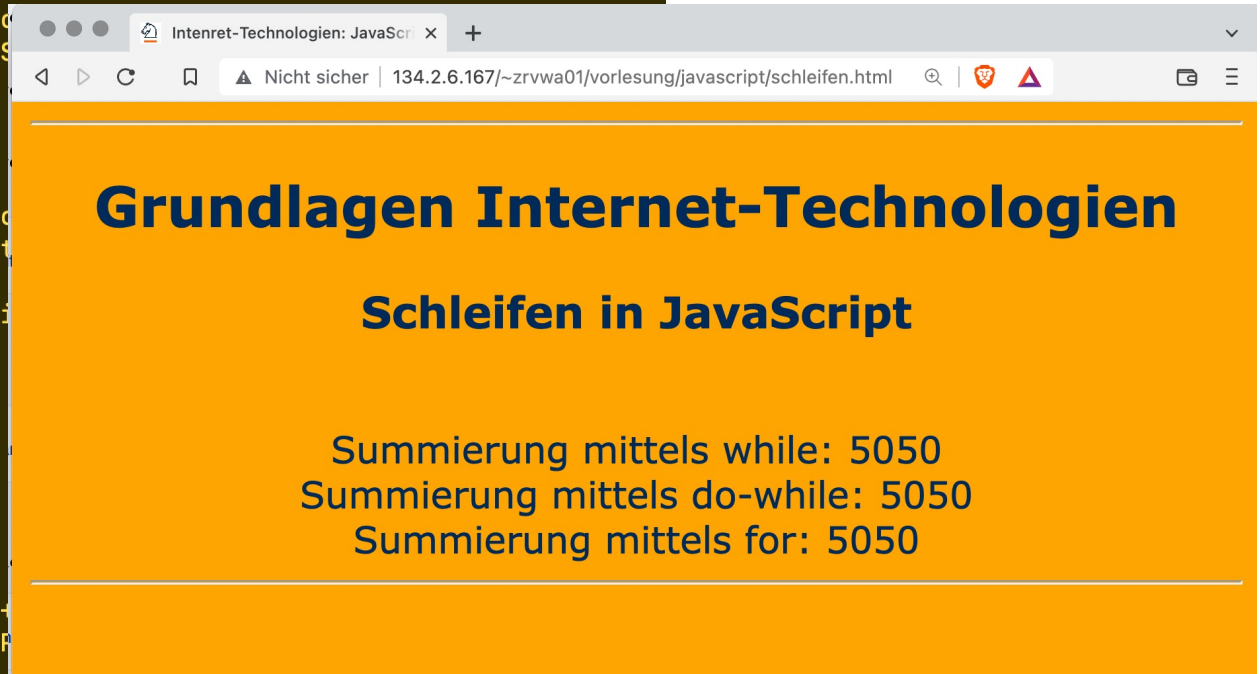 Intenret-Technologien: JavaScri
Nicht sicher 134.2.6.167/~zrvwa01/vorlesung/javascript/schleifen.html
Grundlagen Internet-Technologien
Schleifen in JavaScript
Summierung mittels while: 5050
Summierung mittels do-while: 5050
Summierung mittels for: 5050